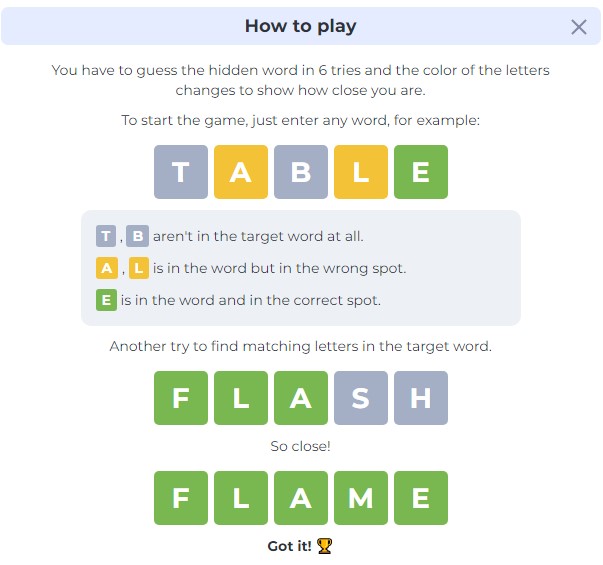 How to play
You have to guess the hidden word in 6 tries and the color of the letters
changes to show how close you are.
To start the game, just enter any word, for example:
T A B L E
T , B aren't in the target word at all.
A , L is in the word but in the wrong spot.
E is in the word and in the correct spot.
Another try to find matching letters in the target word.
F L A S H
So close!
F L A M E
Got it! 🏆